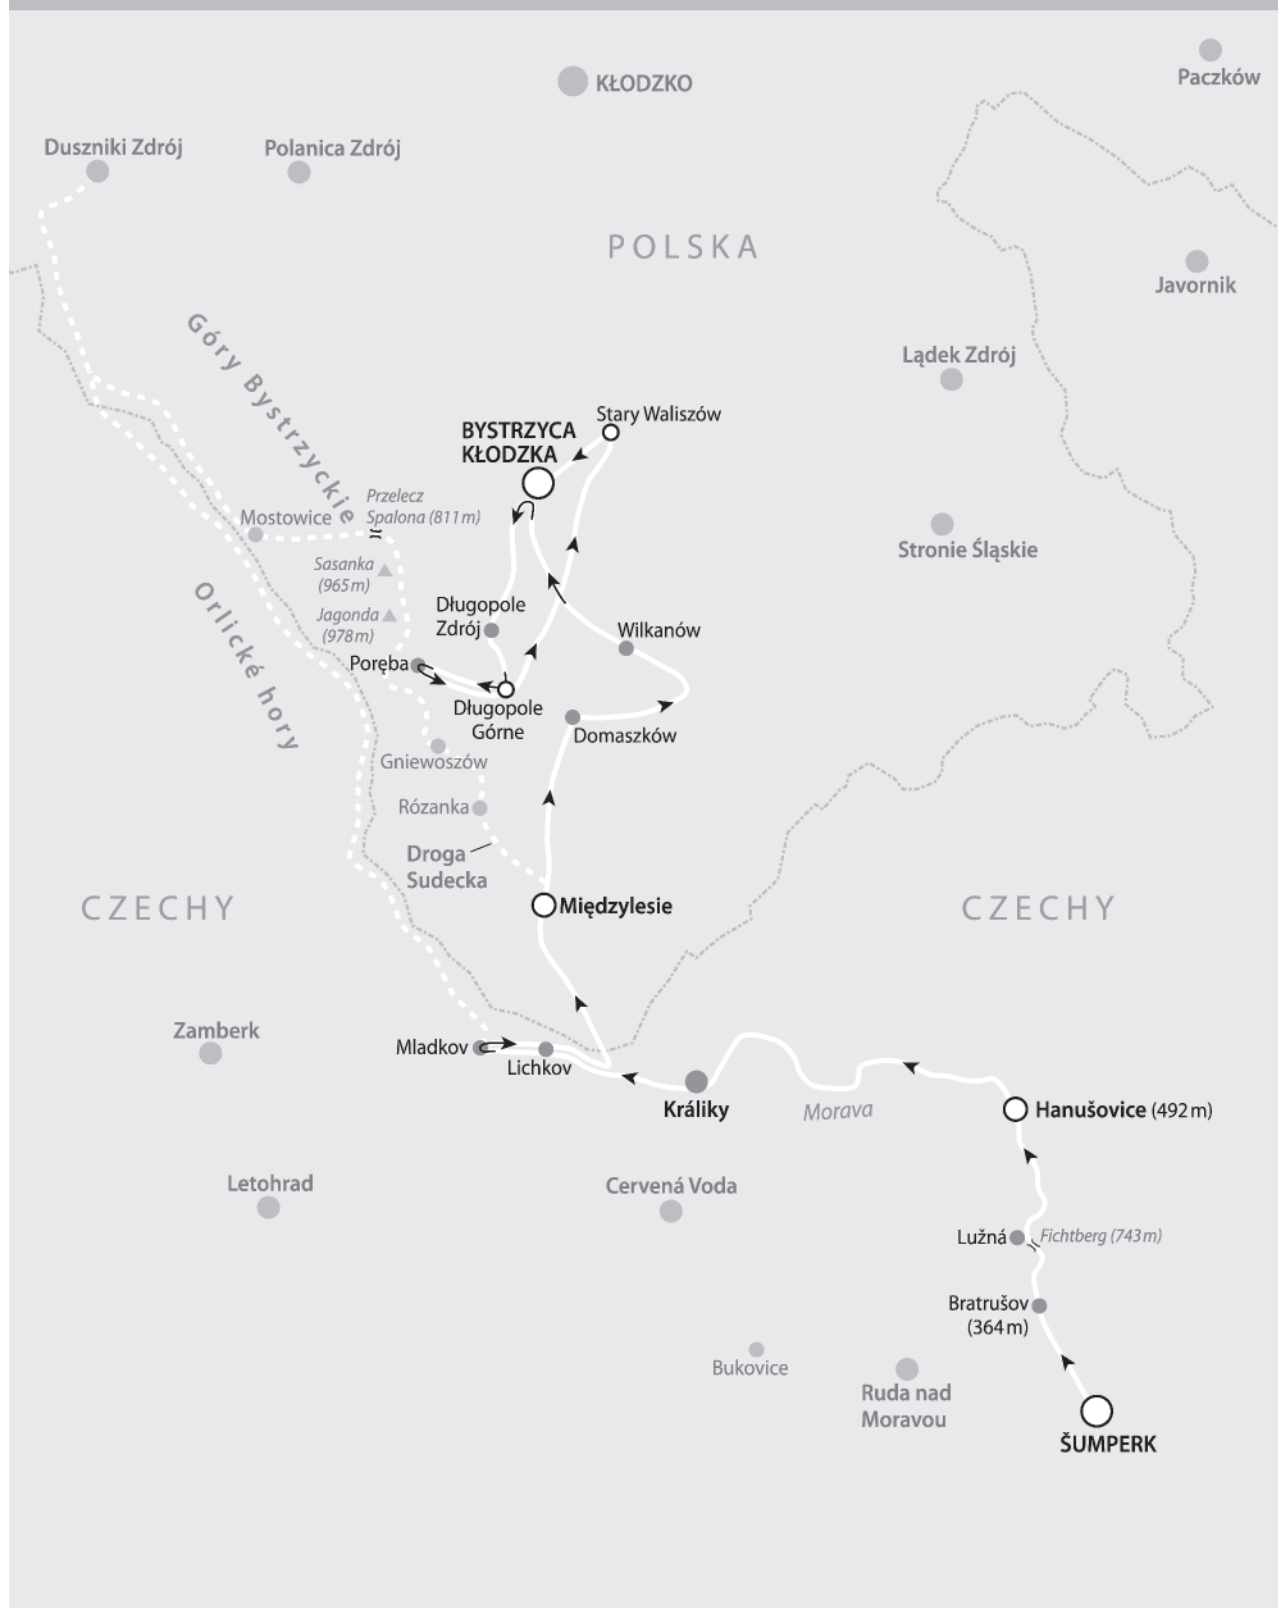 Paczków
KŁODZKO
Duszniki Zdrój
Polanica Zdrój
POLSKA
Javornik
Góry Bystrzyckie
Lądek Zdrój
Stary Waliszów
BYSTRZYCA
KŁODZKA
Przelecz
Spalona (811 m)
Mostowice
Stronie Śląskie
Sasanka
(965 m)
Orlické hory
Jagonda
(978 m)
Długopole
Zdrój
Wilkanów
Poręba
Długopole
Górne
Domaszków
Gniewoszów
Rózanka
Droga
Sudecka
CZECHY
Międzylesie
CZECHY
Zamberk
Mladkov
Lichkov
Králiky
Morava
Hanušovice (492 m)
Letohrad
Cervená Voda
Lužná
Fichtberg (743 m)
Bratrušov
(364 m)
Bukovice
Ruda nad
Moravou
ŠUMPERK